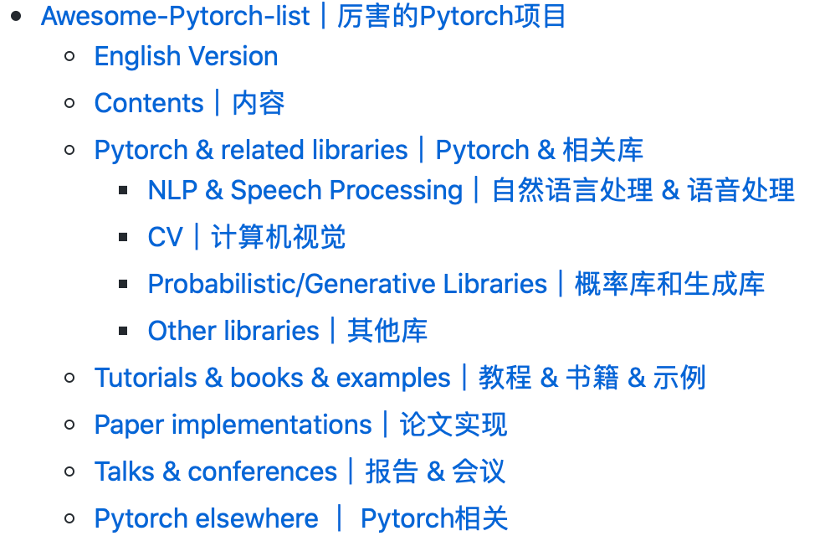 Awesome-Pytorch-list｜厉害的Pytorch项目
English Version
Contents｜内容
Pytorch & related libraries｜Pytorch & 相关库
NLP & Speech Processing｜自然语言处理 & 语音处理
CV｜计算机视觉
Probabilistic/Generative Libraries｜概率库和生成库
Other libraries｜其他库
Tutorials & books & examples｜教程 & 书籍 & 示例
Paper implementations｜论文实现
Talks & conferences｜报告 & 会议
Pytorch elsewhere ｜ Pytorch相关